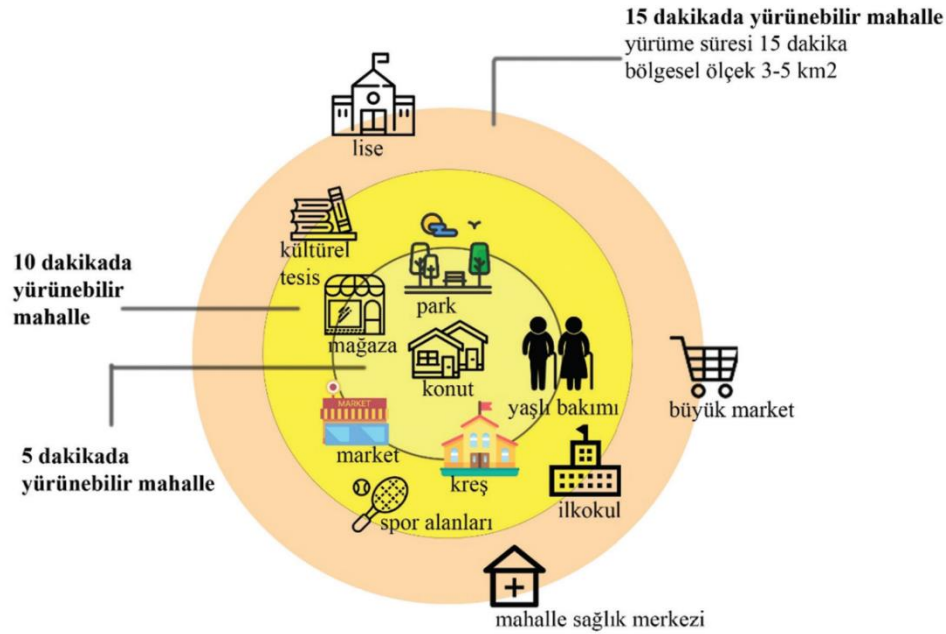 15 dakikada yürünebilir mahalle
yürüme süresi 15 dakika
bölgesel ölçek 3-5 km2
lise
kültürel
tesis
10 dakikada
yürünebilir
mahalle
park
mağaza
konut
yaşlı bakımı
büyük market
MARKET
market
5 dakikada
yürünebilir mahalle
kreş
ilkokul
spor alanları
mahalle sağlık merkezi